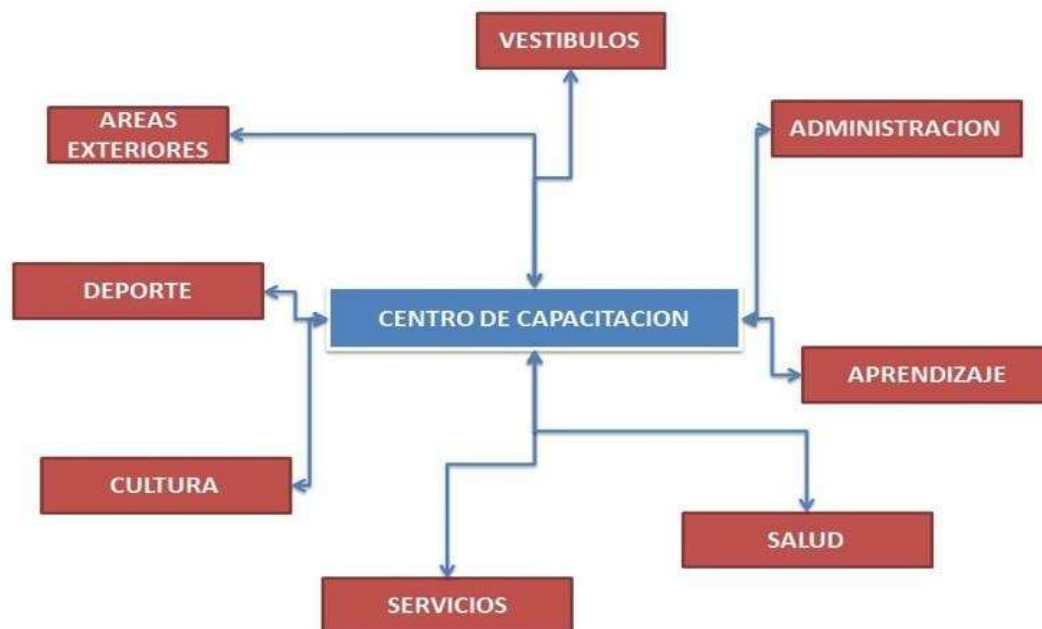 VESTIBULOS
AREAS
EXTERIORES
ADMINISTRACION
DEPORTE
CENTRO DE CAPACITACION
APRENDIZAJE
CULTURA
SALUD
SERVICIOS